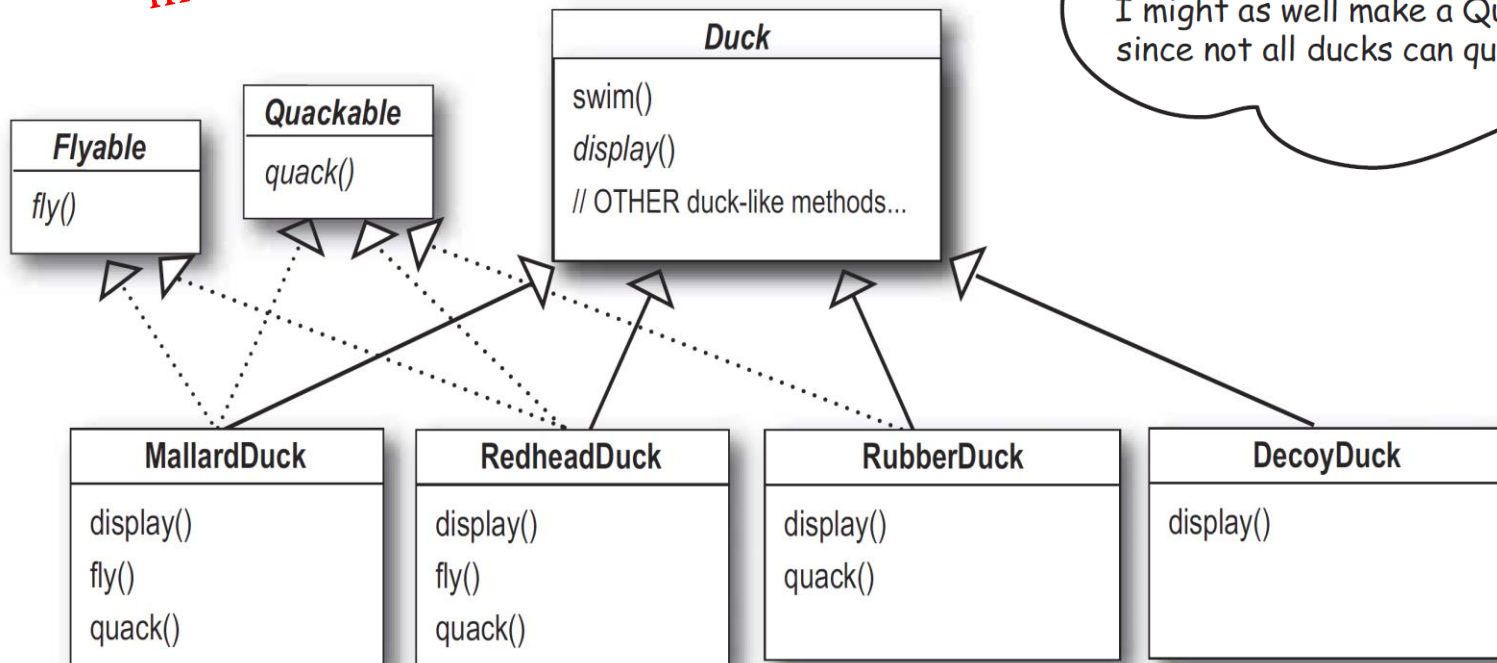 I might as well make a
since not all ducks can
Duck
swim()
display()
// OTHER duck-like methods...
Quackable
quack()
Flyable
fly()
MallardDuck
display()
fly()
quack()
RedheadDuck
display()
fly()
quack()
RubberDuck
display()
quack()
DecoyDuck
display()